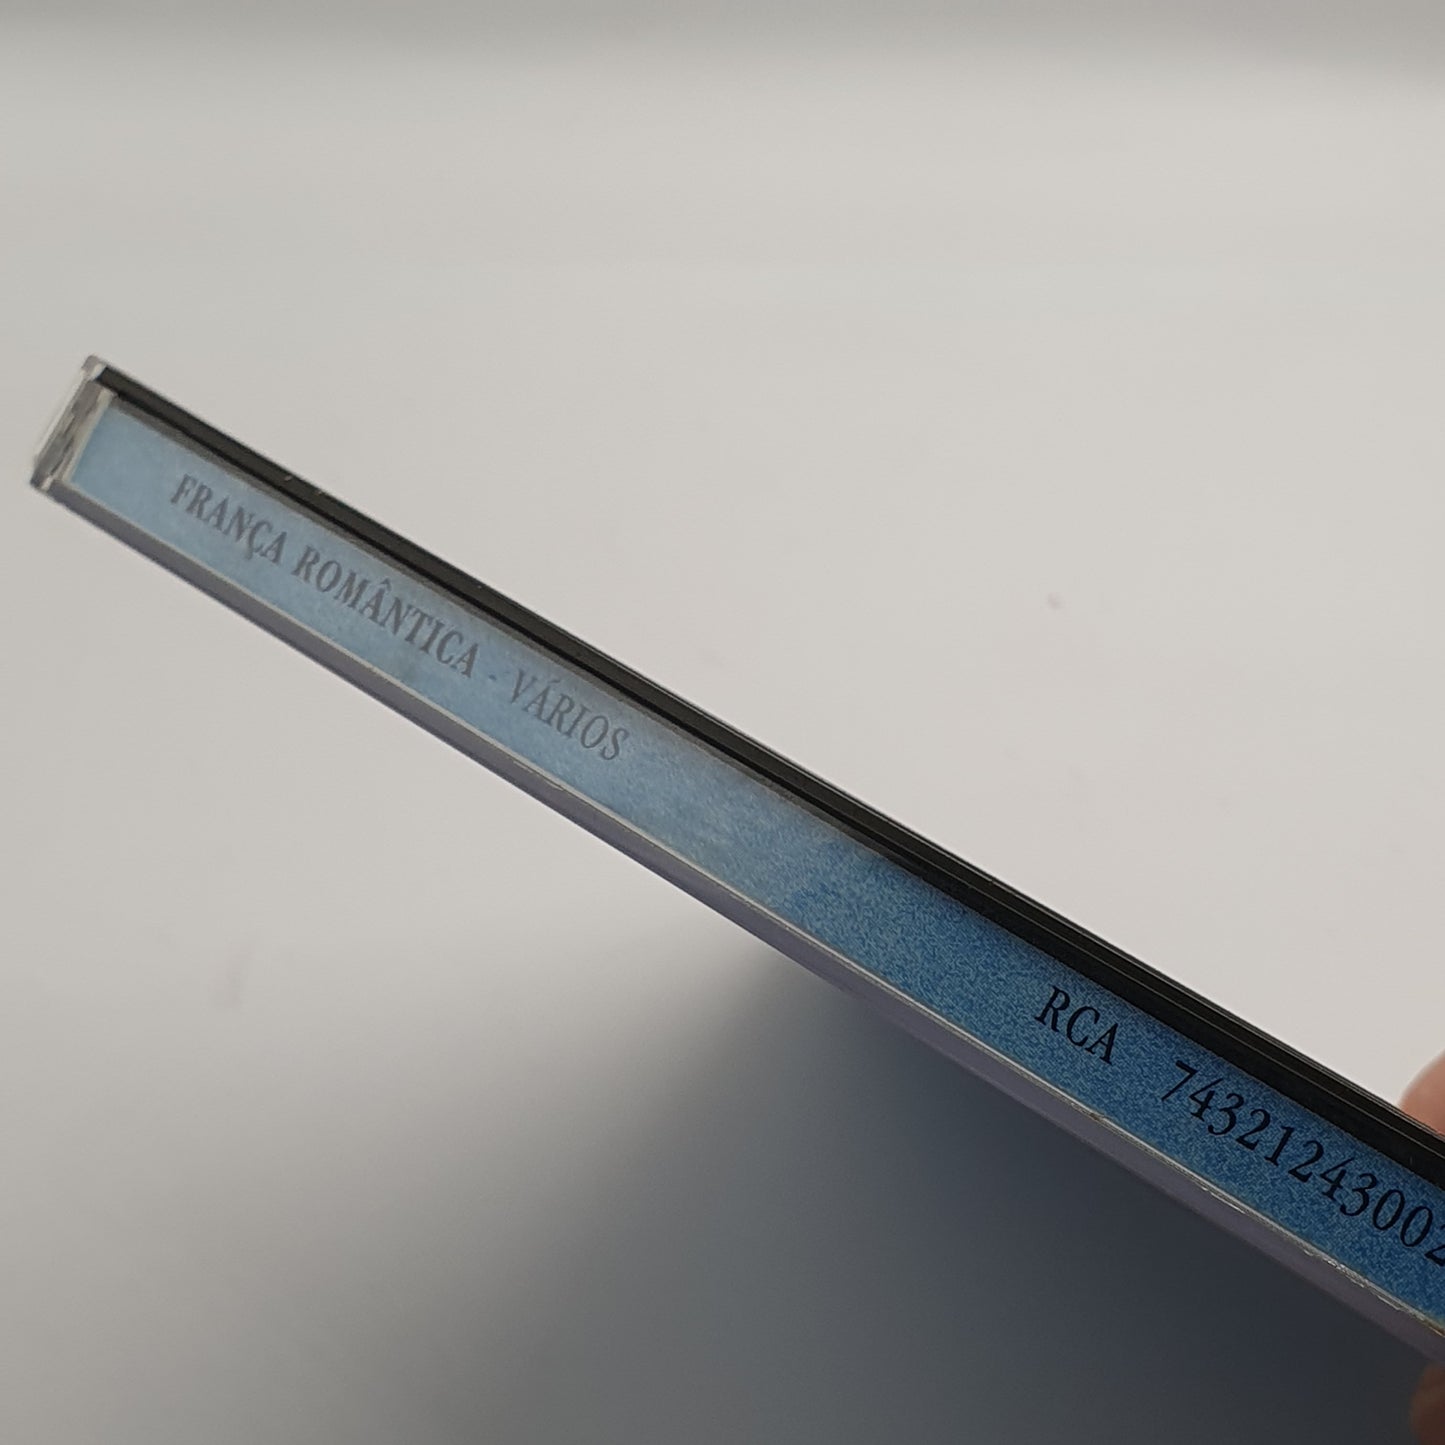 FRANÇA ROMÂNTICA - VÁRIOS RCA 74321243002